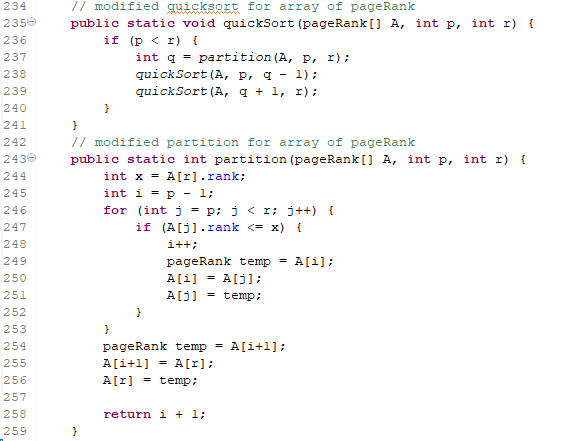 234 // modified quicksort for array of pageRank
235 public static void quickSort(pageRank[] A, int p, int r) {
236 if (p < r) {
237 int q = partition(A, p, r);
238 quickSort(A, p, q - 1);
239 quickSort(A, q + 1, r);
240 }
241 }
242 // modified partition for array of pageRank
243 public static int partition(pageRank[] A, int p, int r) {
244 int x = A[r].rank;
245 int i = p - 1;
246 for (int j = p; j < r; j++) {
247 if (A[j].rank <= x) {
248 i++;
249 pageRank temp = A[i];
250 A[i] = A[j];
251 A[j] = temp;
252 }
253 }
254 pageRank temp = A[i+1];
255 A[i+1] = A[r];
256 A[r] = temp;
257
258 return i + 1;
259 }